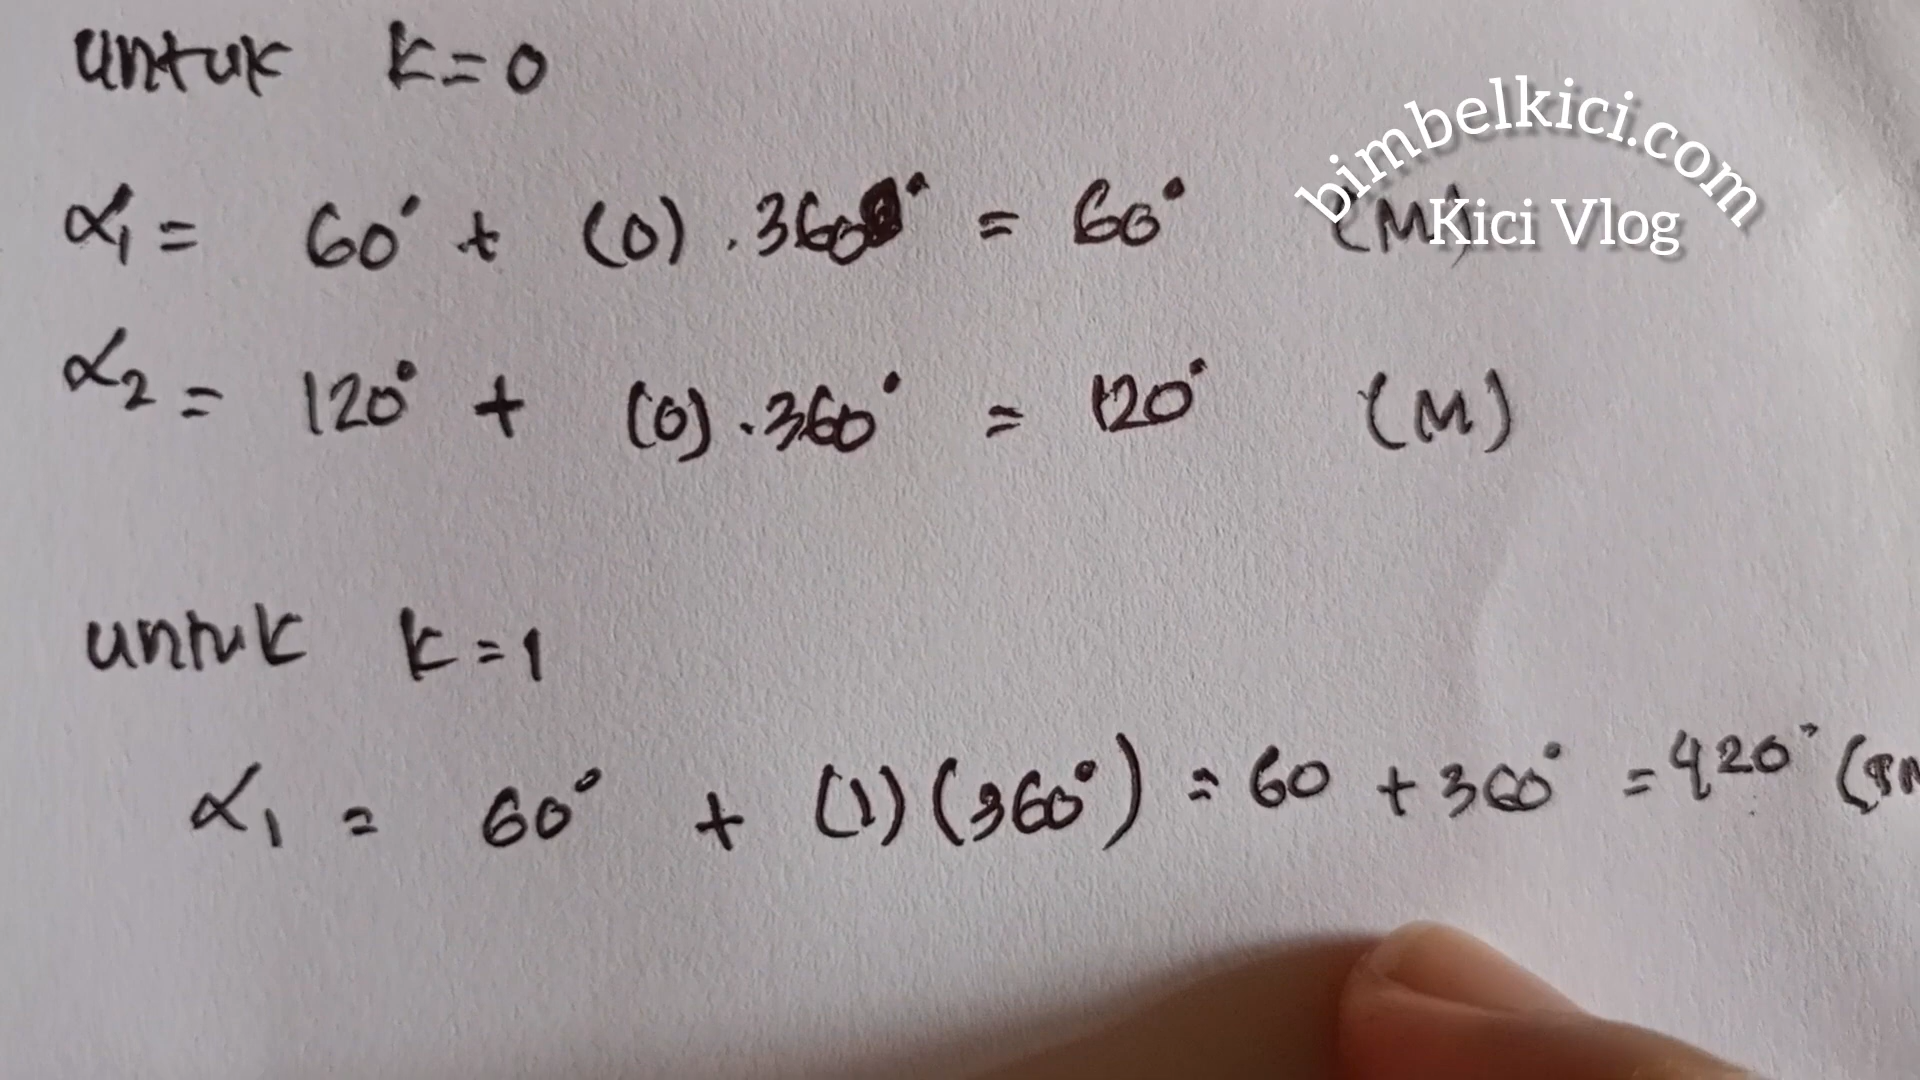 untuk k=0
bimbelkici.com
Kici Vlog
α₁ = 60° + (0) . 360° = 60° (M)
α₂ = 120° + (0) . 360° = 120° (M)
untuk k=1
α₁ = 60° + (1) (360°) = 60 + 360° = 420°